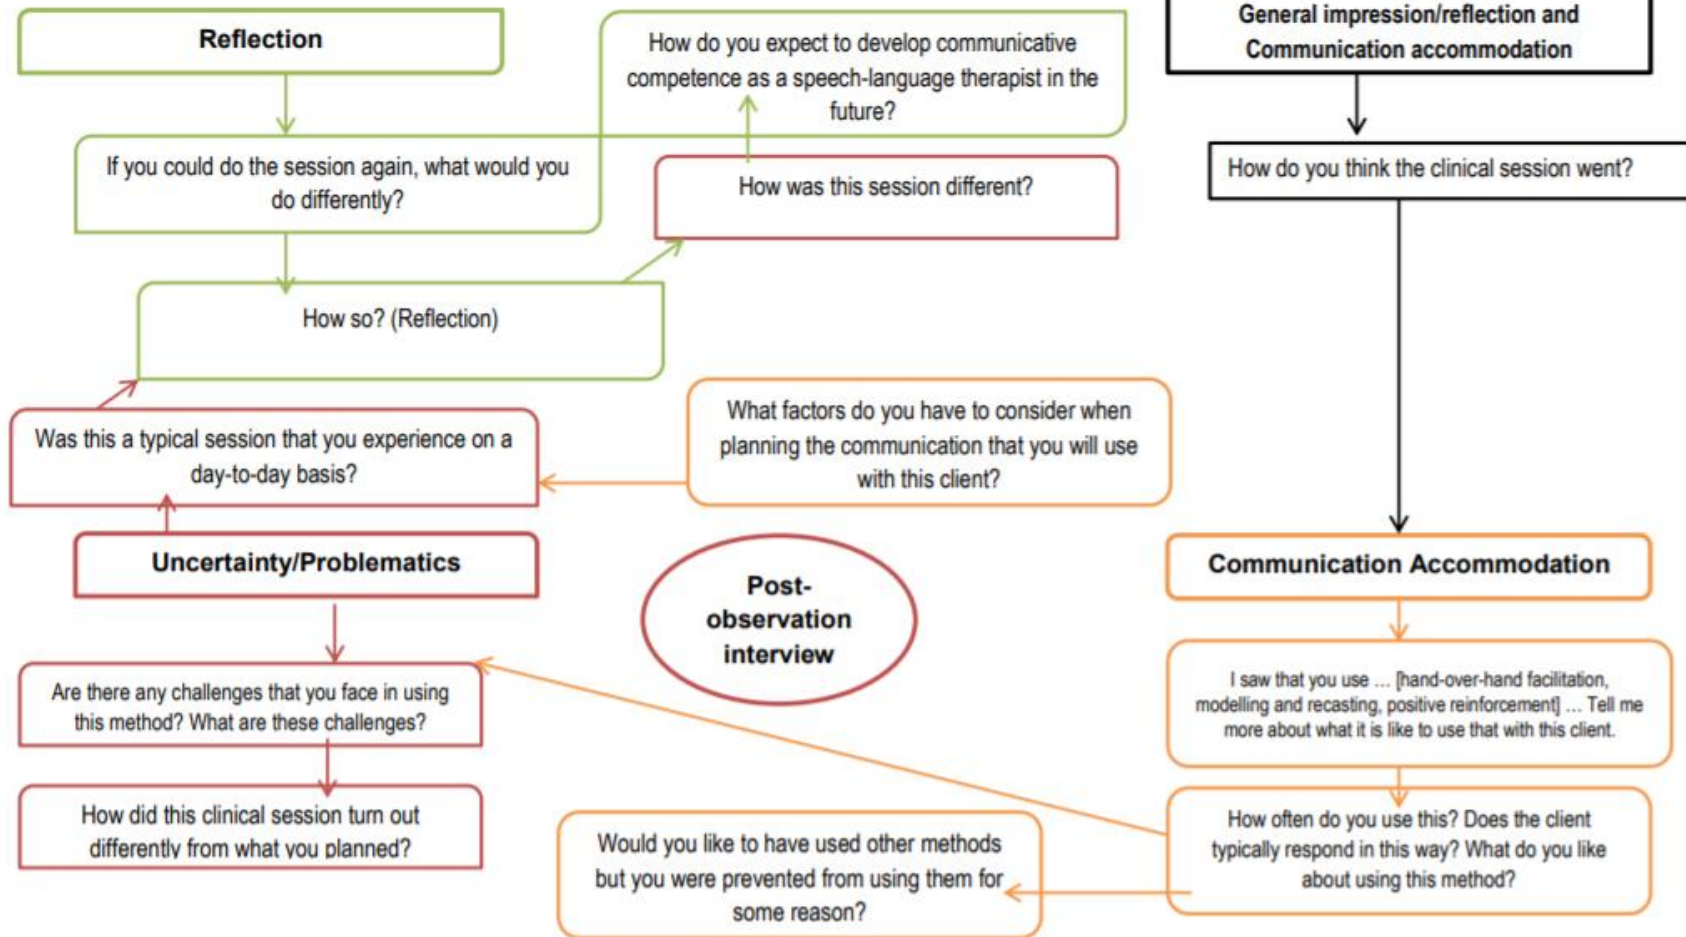 Reflection
How do you expect to develop communicative
competence as a speech-language therapist in the
future?
General impression/reflection and
Communication accommodation
If you could do the session again, what would you
do differently?
How was this session different?
How do you think the clinical session went?
How so? (Reflection)
Was this a typical session that you experience on a
day-to-day basis?
What factors do you have to consider when
planning the communication that you will use
with this client?
Uncertainty/Problematics
Post-
observation
interview
Communication Accommodation
Are there any challenges that you face in using
this method? What are these challenges?
I saw that you use … [hand-over-hand facilitation,
modelling and recasting, positive reinforcement] … Tell me
more about what it is like to use that with this client.
How did this clinical session turn out
differently from what you planned?
Would you like to have used other methods
but you were prevented from using them for
some reason?
How often do you use this? Does the client
typically respond in this way? What do you like
about using this method?